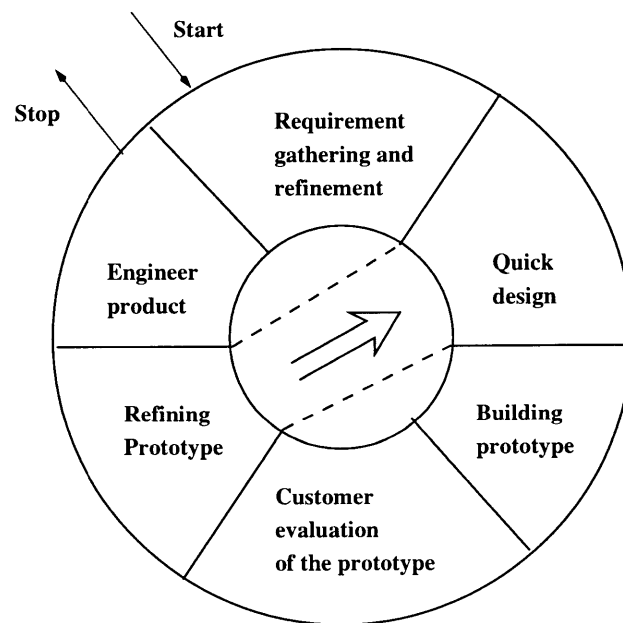 Start
Stop
Requirement
gathering and
refinement
Quick
design
Building
prototype
Customer
evaluation
of the prototype
Refining
Prototype
Engineer
product